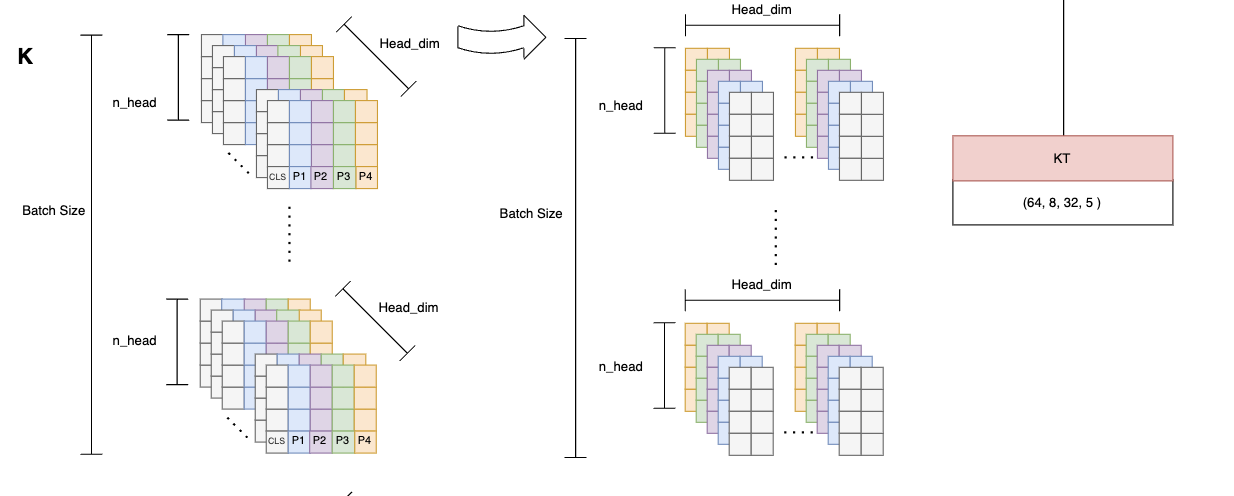 K
n_head
Head_dim
CLS P1 P2 P3 P4
Batch Size
n_head
Head_dim
CLS P1 P2 P3 P4
Head_dim
n_head
Batch Size
Head_dim
n_head
KT
(64, 8, 32, 5 )